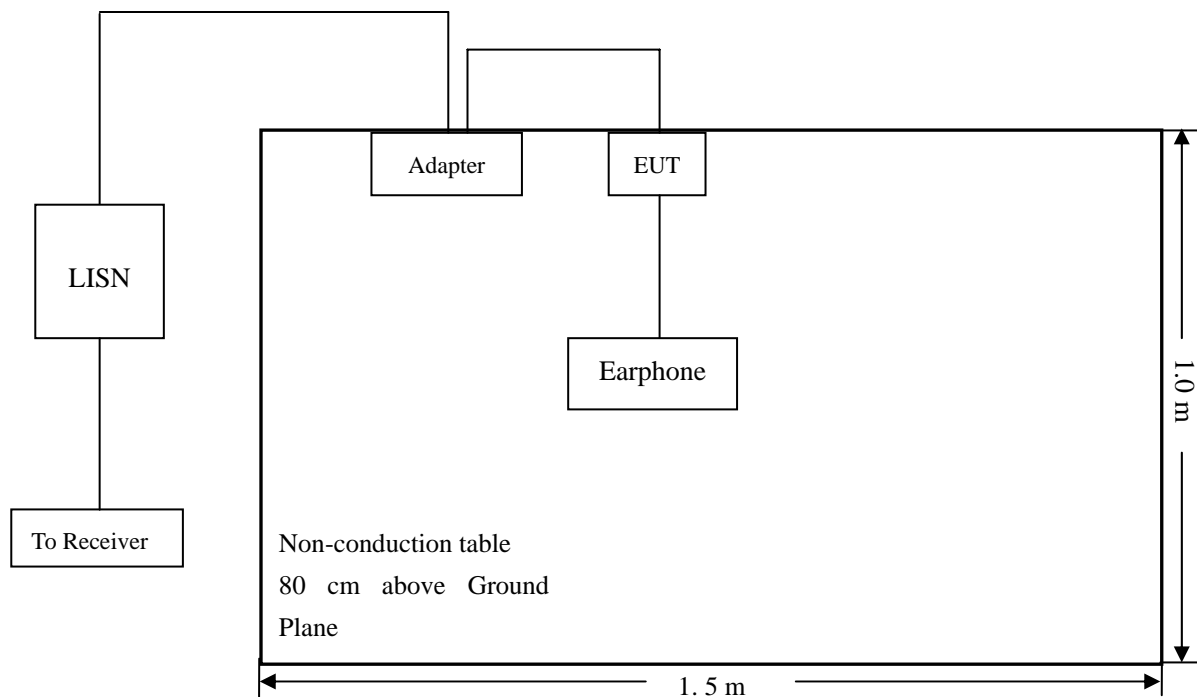 Adapter
EUT
LISN
Earphone
1.0 m
To Receiver
Non-conduction table
80 cm above Ground
Plane
1. 5 m